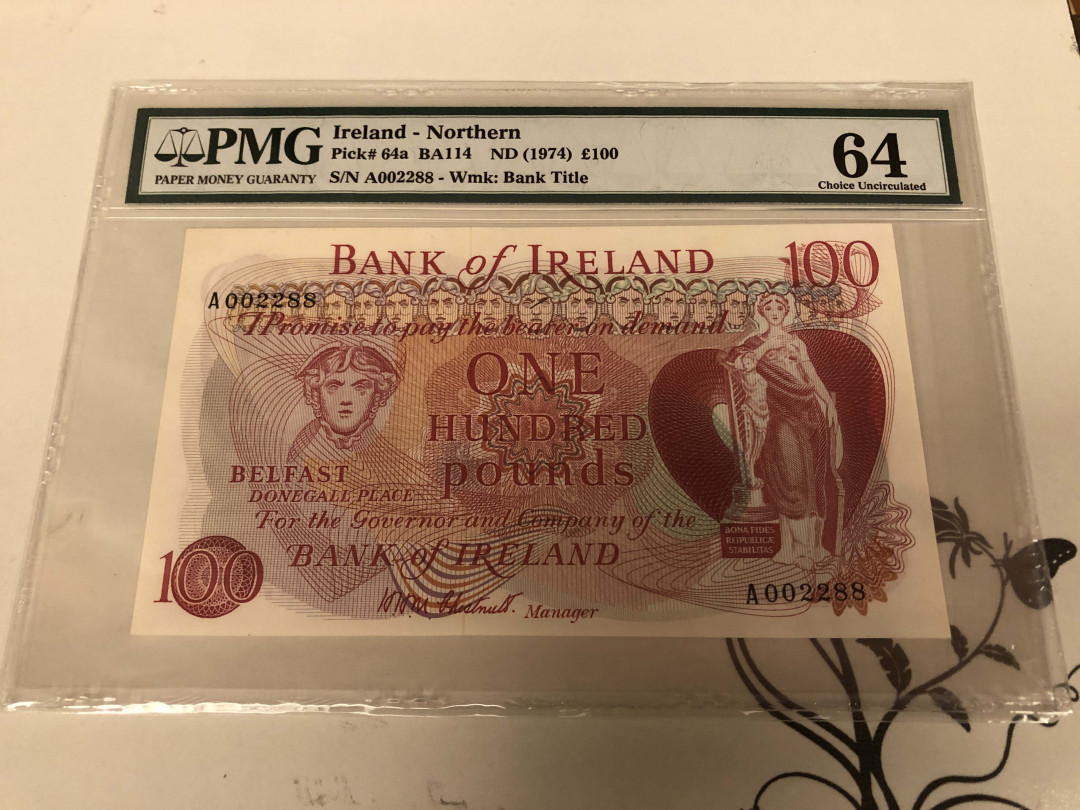 PMG
PAPER MONEY GUARANTY
Ireland - Northern
Pick# 64a BA114 ND (1974) £100
S/N A002288 - Wmk: Bank Title
64
Choice Uncirculated
BANK of IRELAND
100
A002288
I Promise to pay the bearer on demand
ONE
HUNDRED
pounds
BELFAST
DONEGALL PLACE
For the Governor and Company of the
BANK of IRELAND
100
Chestnutt. Manager
BONA FIDES
REIPUBLICÆ
STABILITAS
A002288